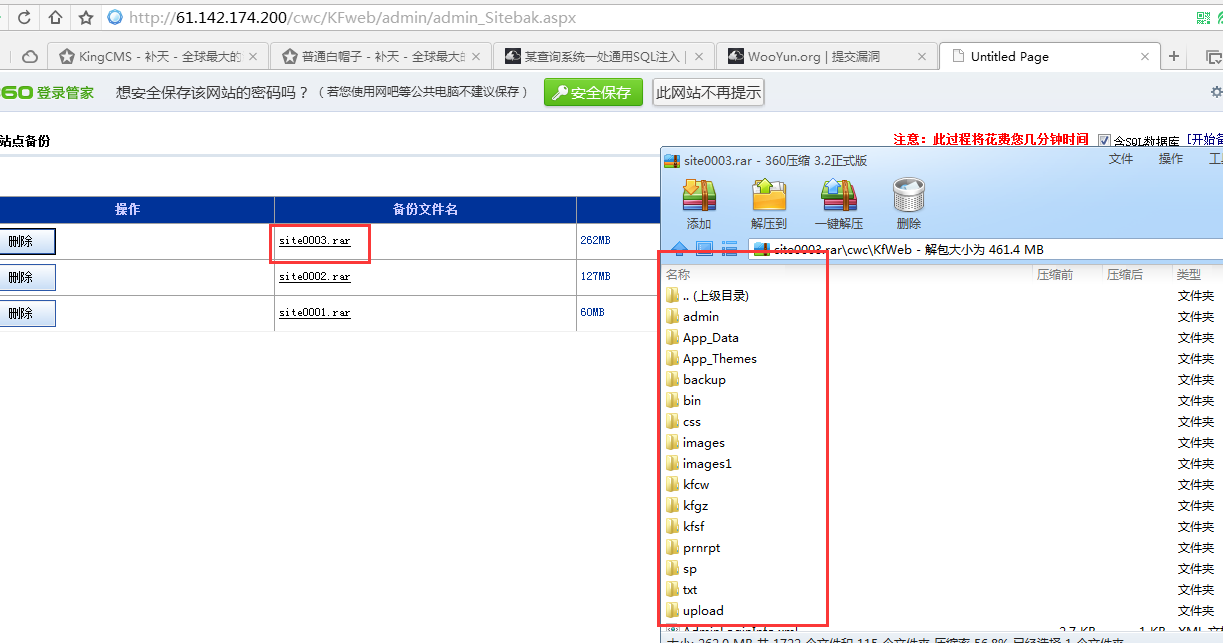 http://61.142.174.200/cwc/KFweb/admin/admin_Sitebak.aspx
KingCMS - 补天 - 全球最大的
普通白帽子 - 补天 - 全球最大的
某查询系统一处通用SQL注入 |
WooYun.org | 提交漏洞
Untitled Page
60 登录管家
想安全保存该网站的密码吗？（若您使用网吧等公共电脑不建议保存）
安全保存
此网站不再提示
站点备份
注意：此过程将花费您几分钟时间
含SQL数据库 [开始备
操作 备份文件名
删除 site0003.rar 262MB
删除 site0002.rar 127MB
删除 site0001.rar 60MB
site0003.rar - 360压缩 3.2正式版
文件 操作 工
添加 解压到 一键解压 删除
site0003.rar\cwc\KfWeb - 解包大小为 461.4 MB
名称 压缩前 压缩后 类型
.. (上级目录) 文件夹
admin 文件夹
App_Data 文件夹
App_Themes 文件夹
backup 文件夹
bin 文件夹
css 文件夹
images 文件夹
images1 文件夹
kfcw 文件夹
kfgz 文件夹
kfsf 文件夹
prnrpt 文件夹
sp 文件夹
txt 文件夹
upload 文件夹
AdminLoginInfo.xml 2.7 KB 1 KB XML 文
大小: 262.0 MB 共 1722 个文件和 115 个文件夹 压缩率 56.8% 已经选择 1 个文件夹